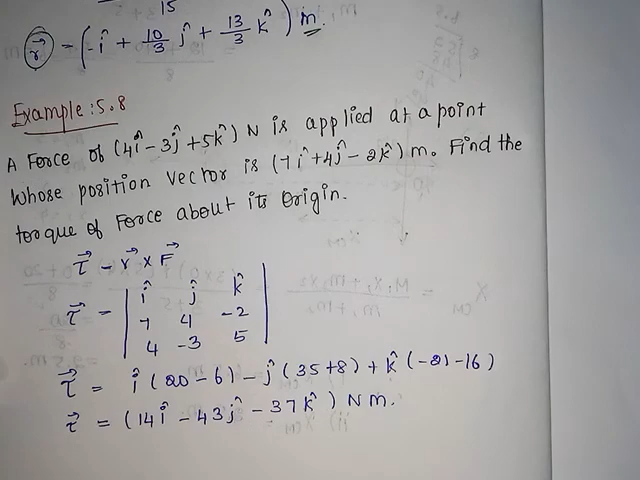 15
r⃗ = (-î + 10/3 ĵ + 13/3 k̂) m.
Example: 5.8
A Force of (4î - 3ĵ + 5k̂) N is applied at a point
whose position vector is (7î + 4ĵ - 2k̂) m. Find the
torque of Force about its origin.
τ⃗ - r⃗ × F⃗
τ⃗ = | î ĵ k̂ |
7 4 -2
4 -3 5
τ⃗ = î (20 - 6) - ĵ (35 + 8) + k̂ (-21 - 16)
τ⃗ = (14î - 43ĵ - 37k̂) N m.